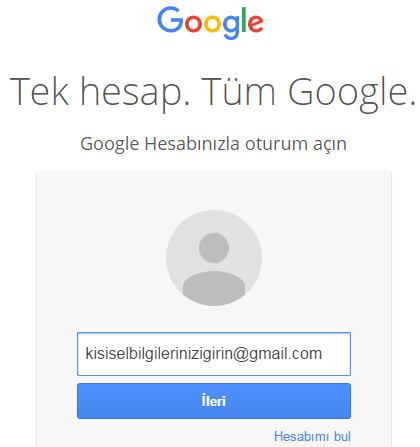 Google
Tek hesap. Tüm Google.
Google Hesabınızla oturum açın
kisiselbilgilerinizigirin@gmail.com
İleri
Hesabımı bul